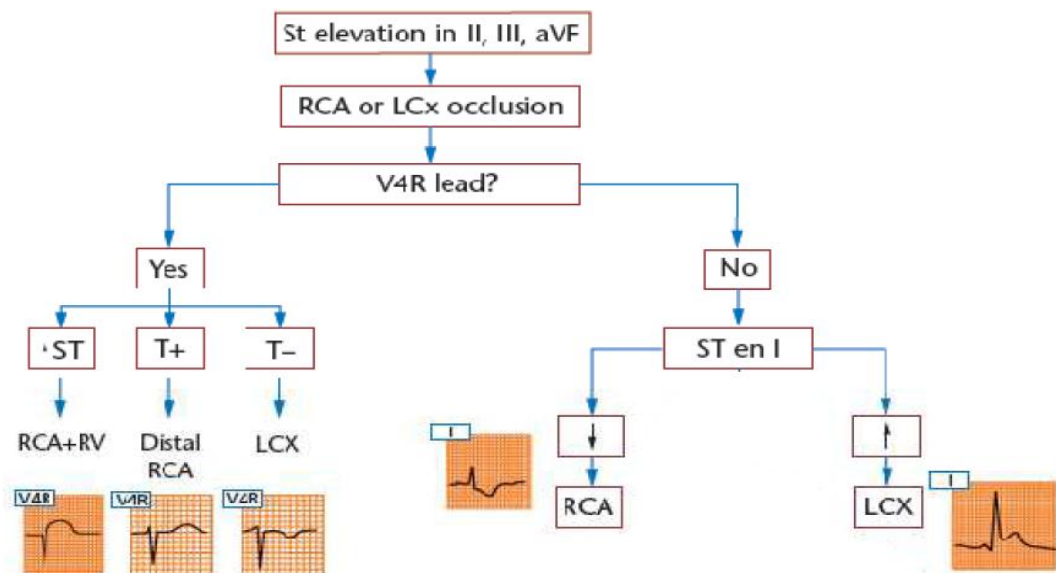 St elevation in II, III, aVF
RCA or LCx occlusion
V4R lead?
Yes
No
ST
T+
T–
ST en I
RCA+RV
Distal
RCA
LCX
I
RCA
LCX
I
V4R
V4R
V4R